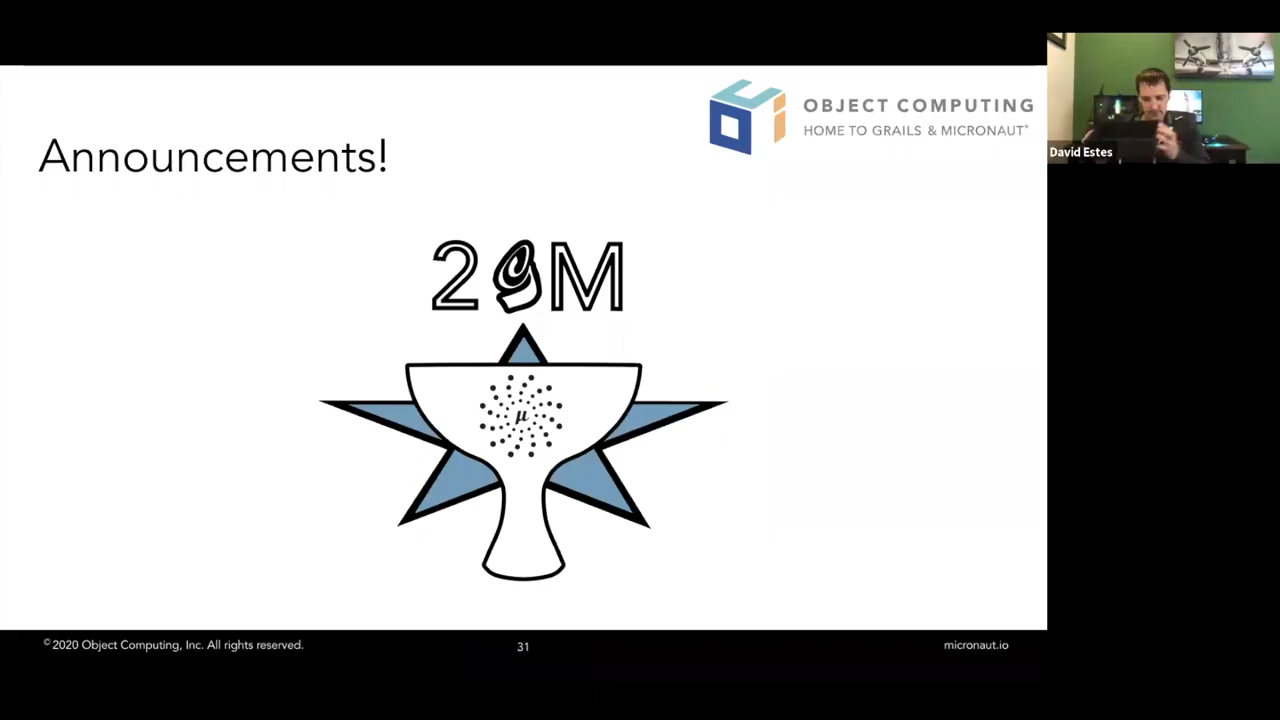 Announcements!
OBJECT COMPUTING
HOME TO GRAILS & MICRONAUT®
David Estes
2GM
μ
© 2020 Object Computing, Inc. All rights reserved.
31
micronaut.io